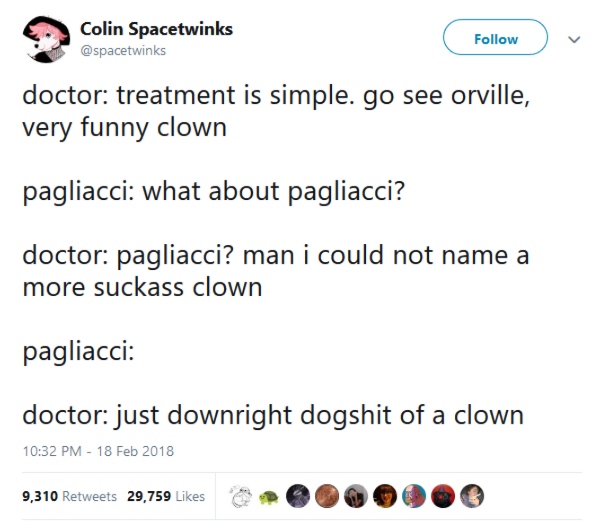 Colin Spacetwinks
@spacetwinks
Follow
doctor: treatment is simple. go see orville,
very funny clown
pagliacci: what about pagliacci?
doctor: pagliacci? man i could not name a
more suckass clown
pagliacci:
doctor: just downright dogshit of a clown
10:32 PM - 18 Feb 2018
9,310 Retweets 29,759 Likes